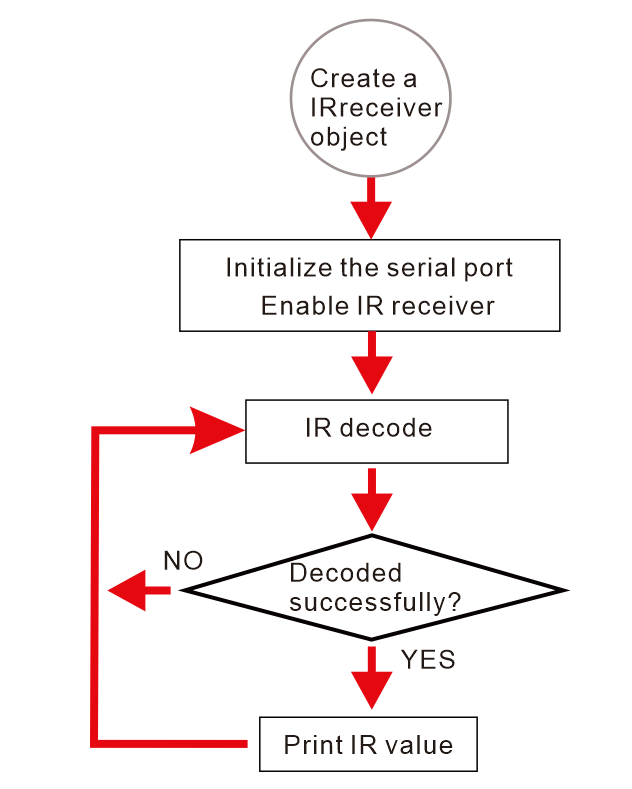 Create a
IRreceiver
object
Initialize the serial port
Enable IR receiver
IR decode
NO
Decoded
successfully?
YES
Print IR value